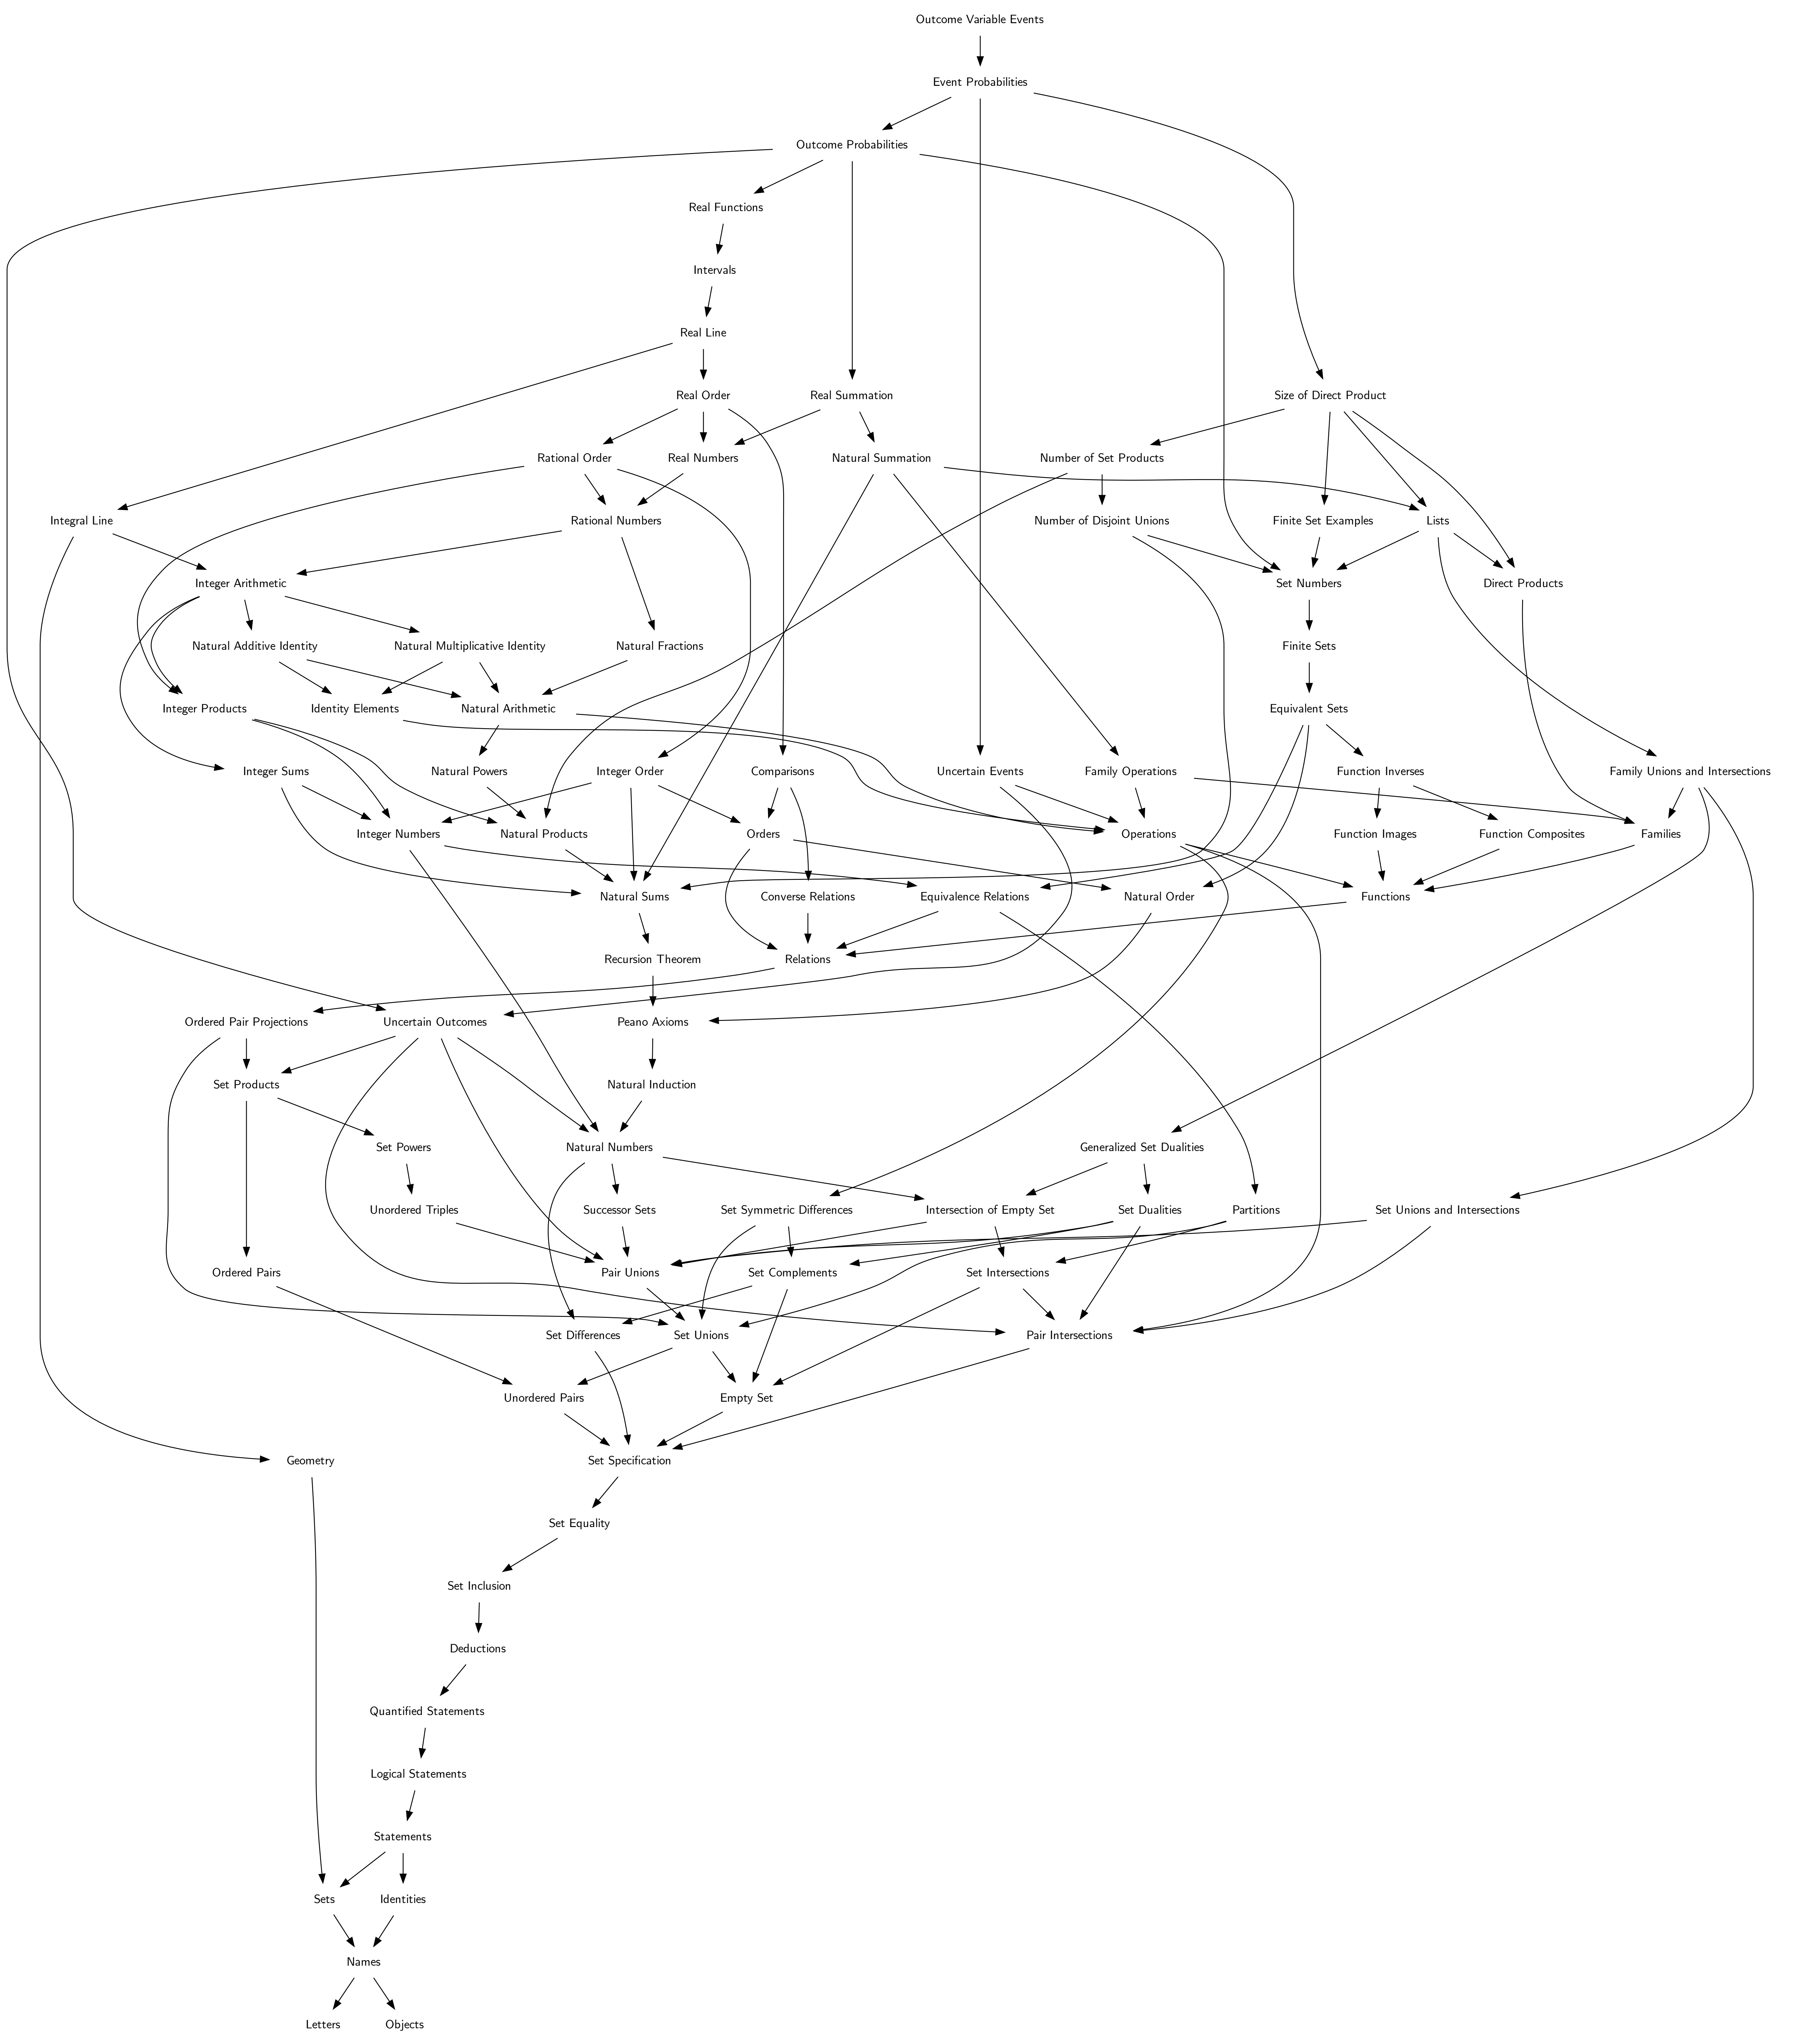 Outcome Variable Events
Event Probabilities
Outcome Probabilities
Real Functions
Intervals
Real Line
Real Order
Real Summation
Size of Direct Product
Rational Order
Real Numbers
Natural Summation
Number of Set Products
Integral Line
Rational Numbers
Number of Disjoint Unions
Finite Set Examples
Lists
Integer Arithmetic
Set Numbers
Direct Products
Natural Additive Identity
Natural Multiplicative Identity
Natural Fractions
Finite Sets
Integer Products
Identity Elements
Natural Arithmetic
Equivalent Sets
Integer Sums
Natural Powers
Integer Order
Comparisons
Uncertain Events
Family Operations
Function Inverses
Family Unions and Intersections
Integer Numbers
Natural Products
Orders
Operations
Function Images
Function Composites
Families
Natural Sums
Converse Relations
Equivalence Relations
Natural Order
Functions
Recursion Theorem
Relations
Ordered Pair Projections
Uncertain Outcomes
Peano Axioms
Set Products
Natural Induction
Set Powers
Natural Numbers
Generalized Set Dualities
Unordered Triples
Successor Sets
Set Symmetric Differences
Intersection of Empty Set
Set Dualities
Partitions
Set Unions and Intersections
Ordered Pairs
Pair Unions
Set Complements
Set Intersections
Set Differences
Set Unions
Pair Intersections
Unordered Pairs
Empty Set
Geometry
Set Specification
Set Equality
Set Inclusion
Deductions
Quantified Statements
Logical Statements
Statements
Sets
Identities
Names
Letters
Objects